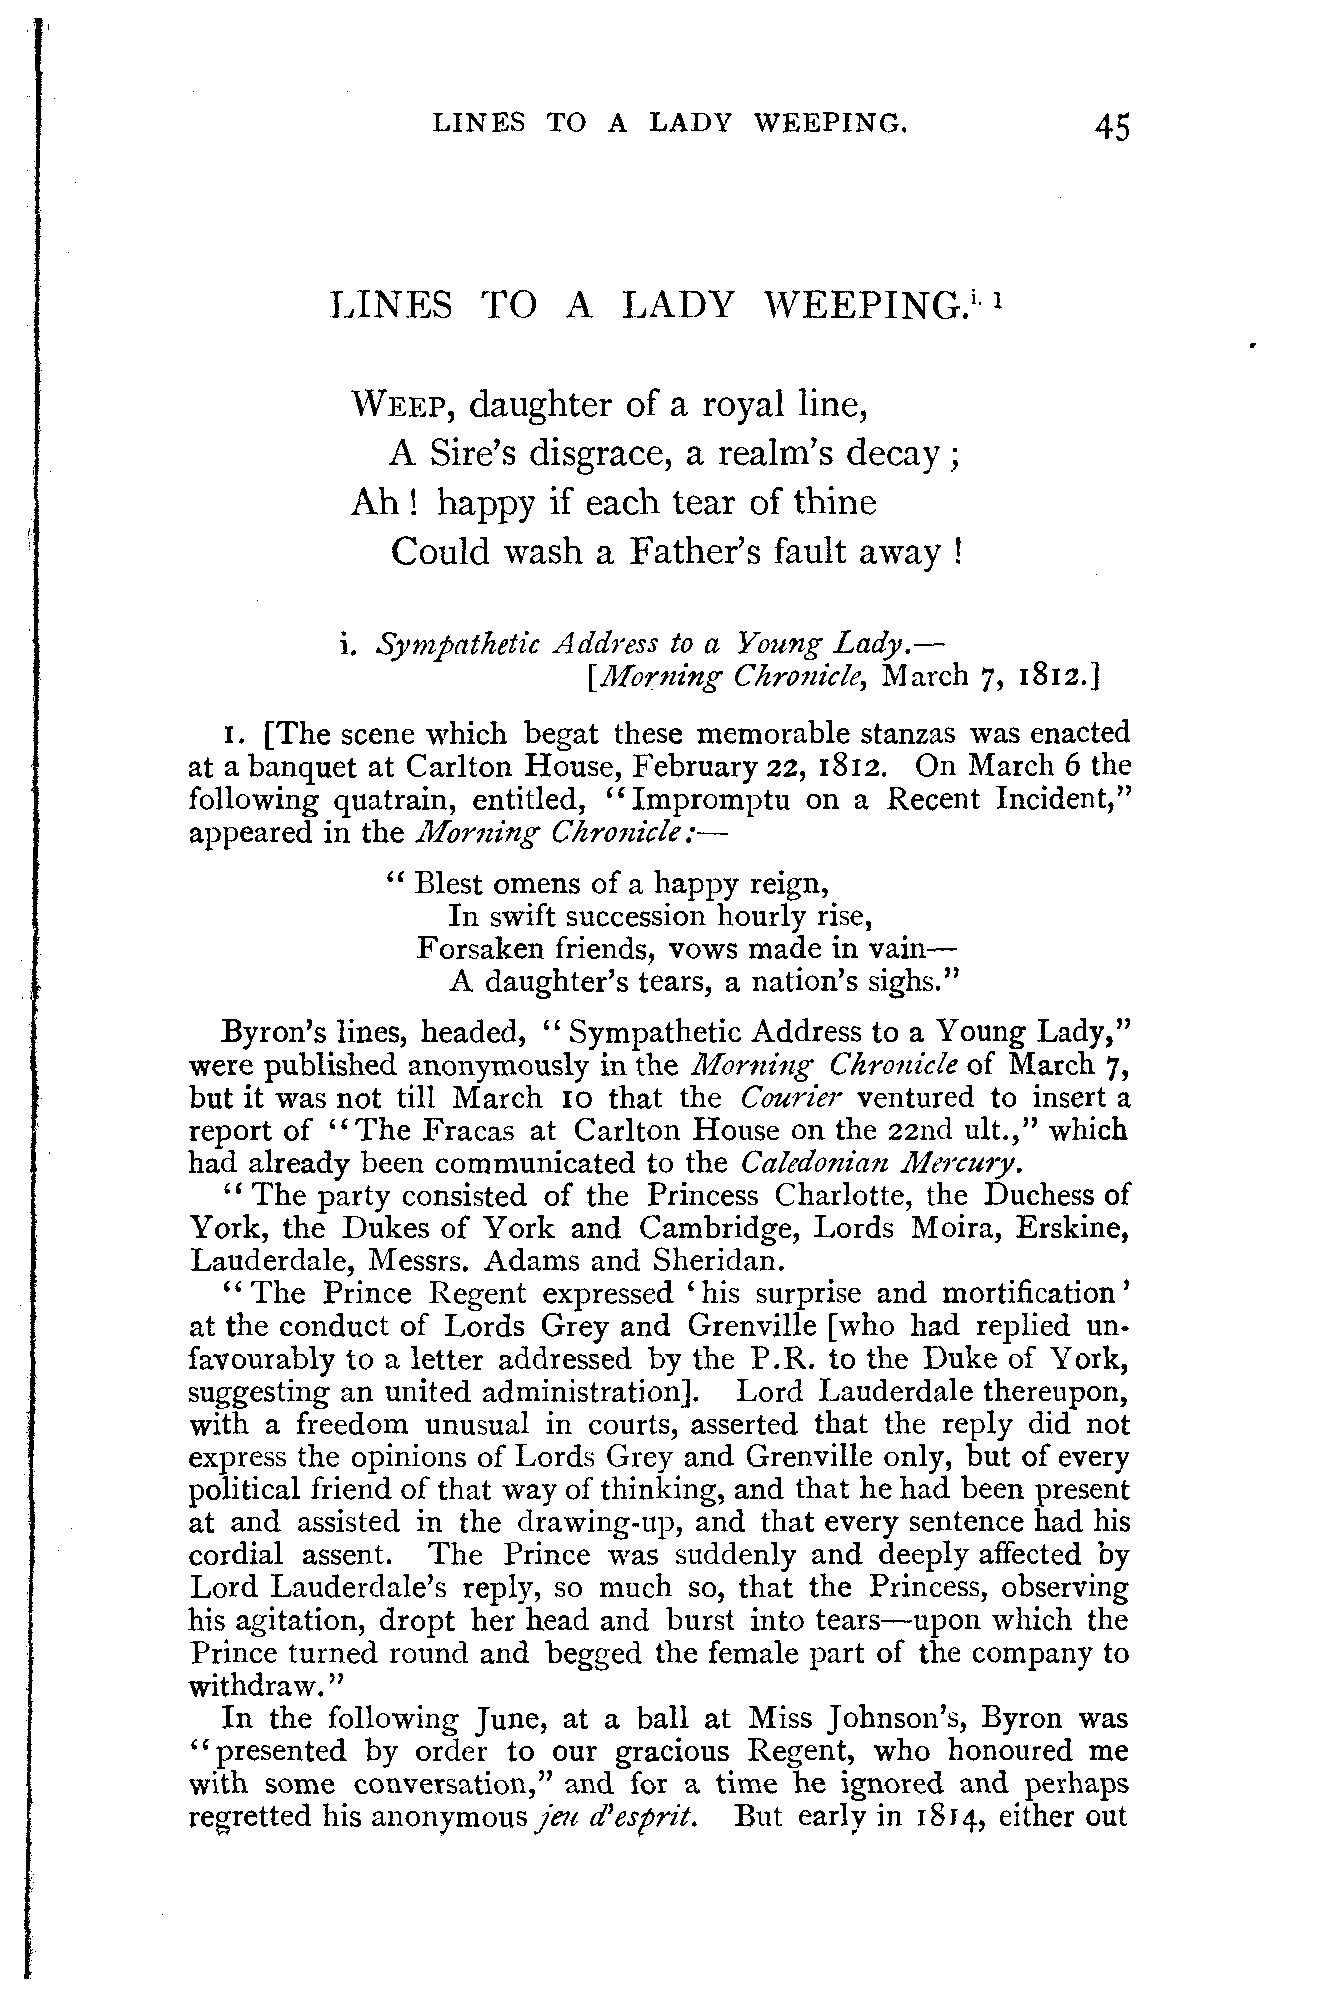 LINES TO A LADY WEEPING. 45
LINES TO A LADY WEEPING.i. 1
WEEP, daughter of a royal line,
A Sire's disgrace, a realm's decay ;
Ah ! happy if each tear of thine
Could wash a Father's fault away !
i. Sympathetic Address to a Young Lady.—
[Morning Chronicle, March 7, 1812.]
1. [The scene which begat these memorable stanzas was enacted
at a banquet at Carlton House, February 22, 1812. On March 6 the
following quatrain, entitled, "Impromptu on a Recent Incident,"
appeared in the Morning Chronicle:—
"Blest omens of a happy reign,
In swift succession hourly rise,
Forsaken friends, vows made in vain—
A daughter's tears, a nation's sighs."
Byron's lines, headed, "Sympathetic Address to a Young Lady,"
were published anonymously in the Morning Chronicle of March 7,
but it was not till March 10 that the Courier ventured to insert a
report of "The Fracas at Carlton House on the 22nd ult.," which
had already been communicated to the Caledonian Mercury.
"The party consisted of the Princess Charlotte, the Duchess of
York, the Dukes of York and Cambridge, Lords Moira, Erskine,
Lauderdale, Messrs. Adams and Sheridan.
"The Prince Regent expressed 'his surprise and mortification'
at the conduct of Lords Grey and Grenville [who had replied un-
favourably to a letter addressed by the P.R. to the Duke of York,
suggesting an united administration]. Lord Lauderdale thereupon,
with a freedom unusual in courts, asserted that the reply did not
express the opinions of Lords Grey and Grenville only, but of every
political friend of that way of thinking, and that he had been present
at and assisted in the drawing-up, and that every sentence had his
cordial assent. The Prince was suddenly and deeply affected by
Lord Lauderdale's reply, so much so, that the Princess, observing
his agitation, dropt her head and burst into tears—upon which the
Prince turned round and begged the female part of the company to
withdraw."
In the following June, at a ball at Miss Johnson's, Byron was
"presented by order to our gracious Regent, who honoured me
with some conversation," and for a time he ignored and perhaps
regretted his anonymous jeu d'esprit. But early in 1814, either out